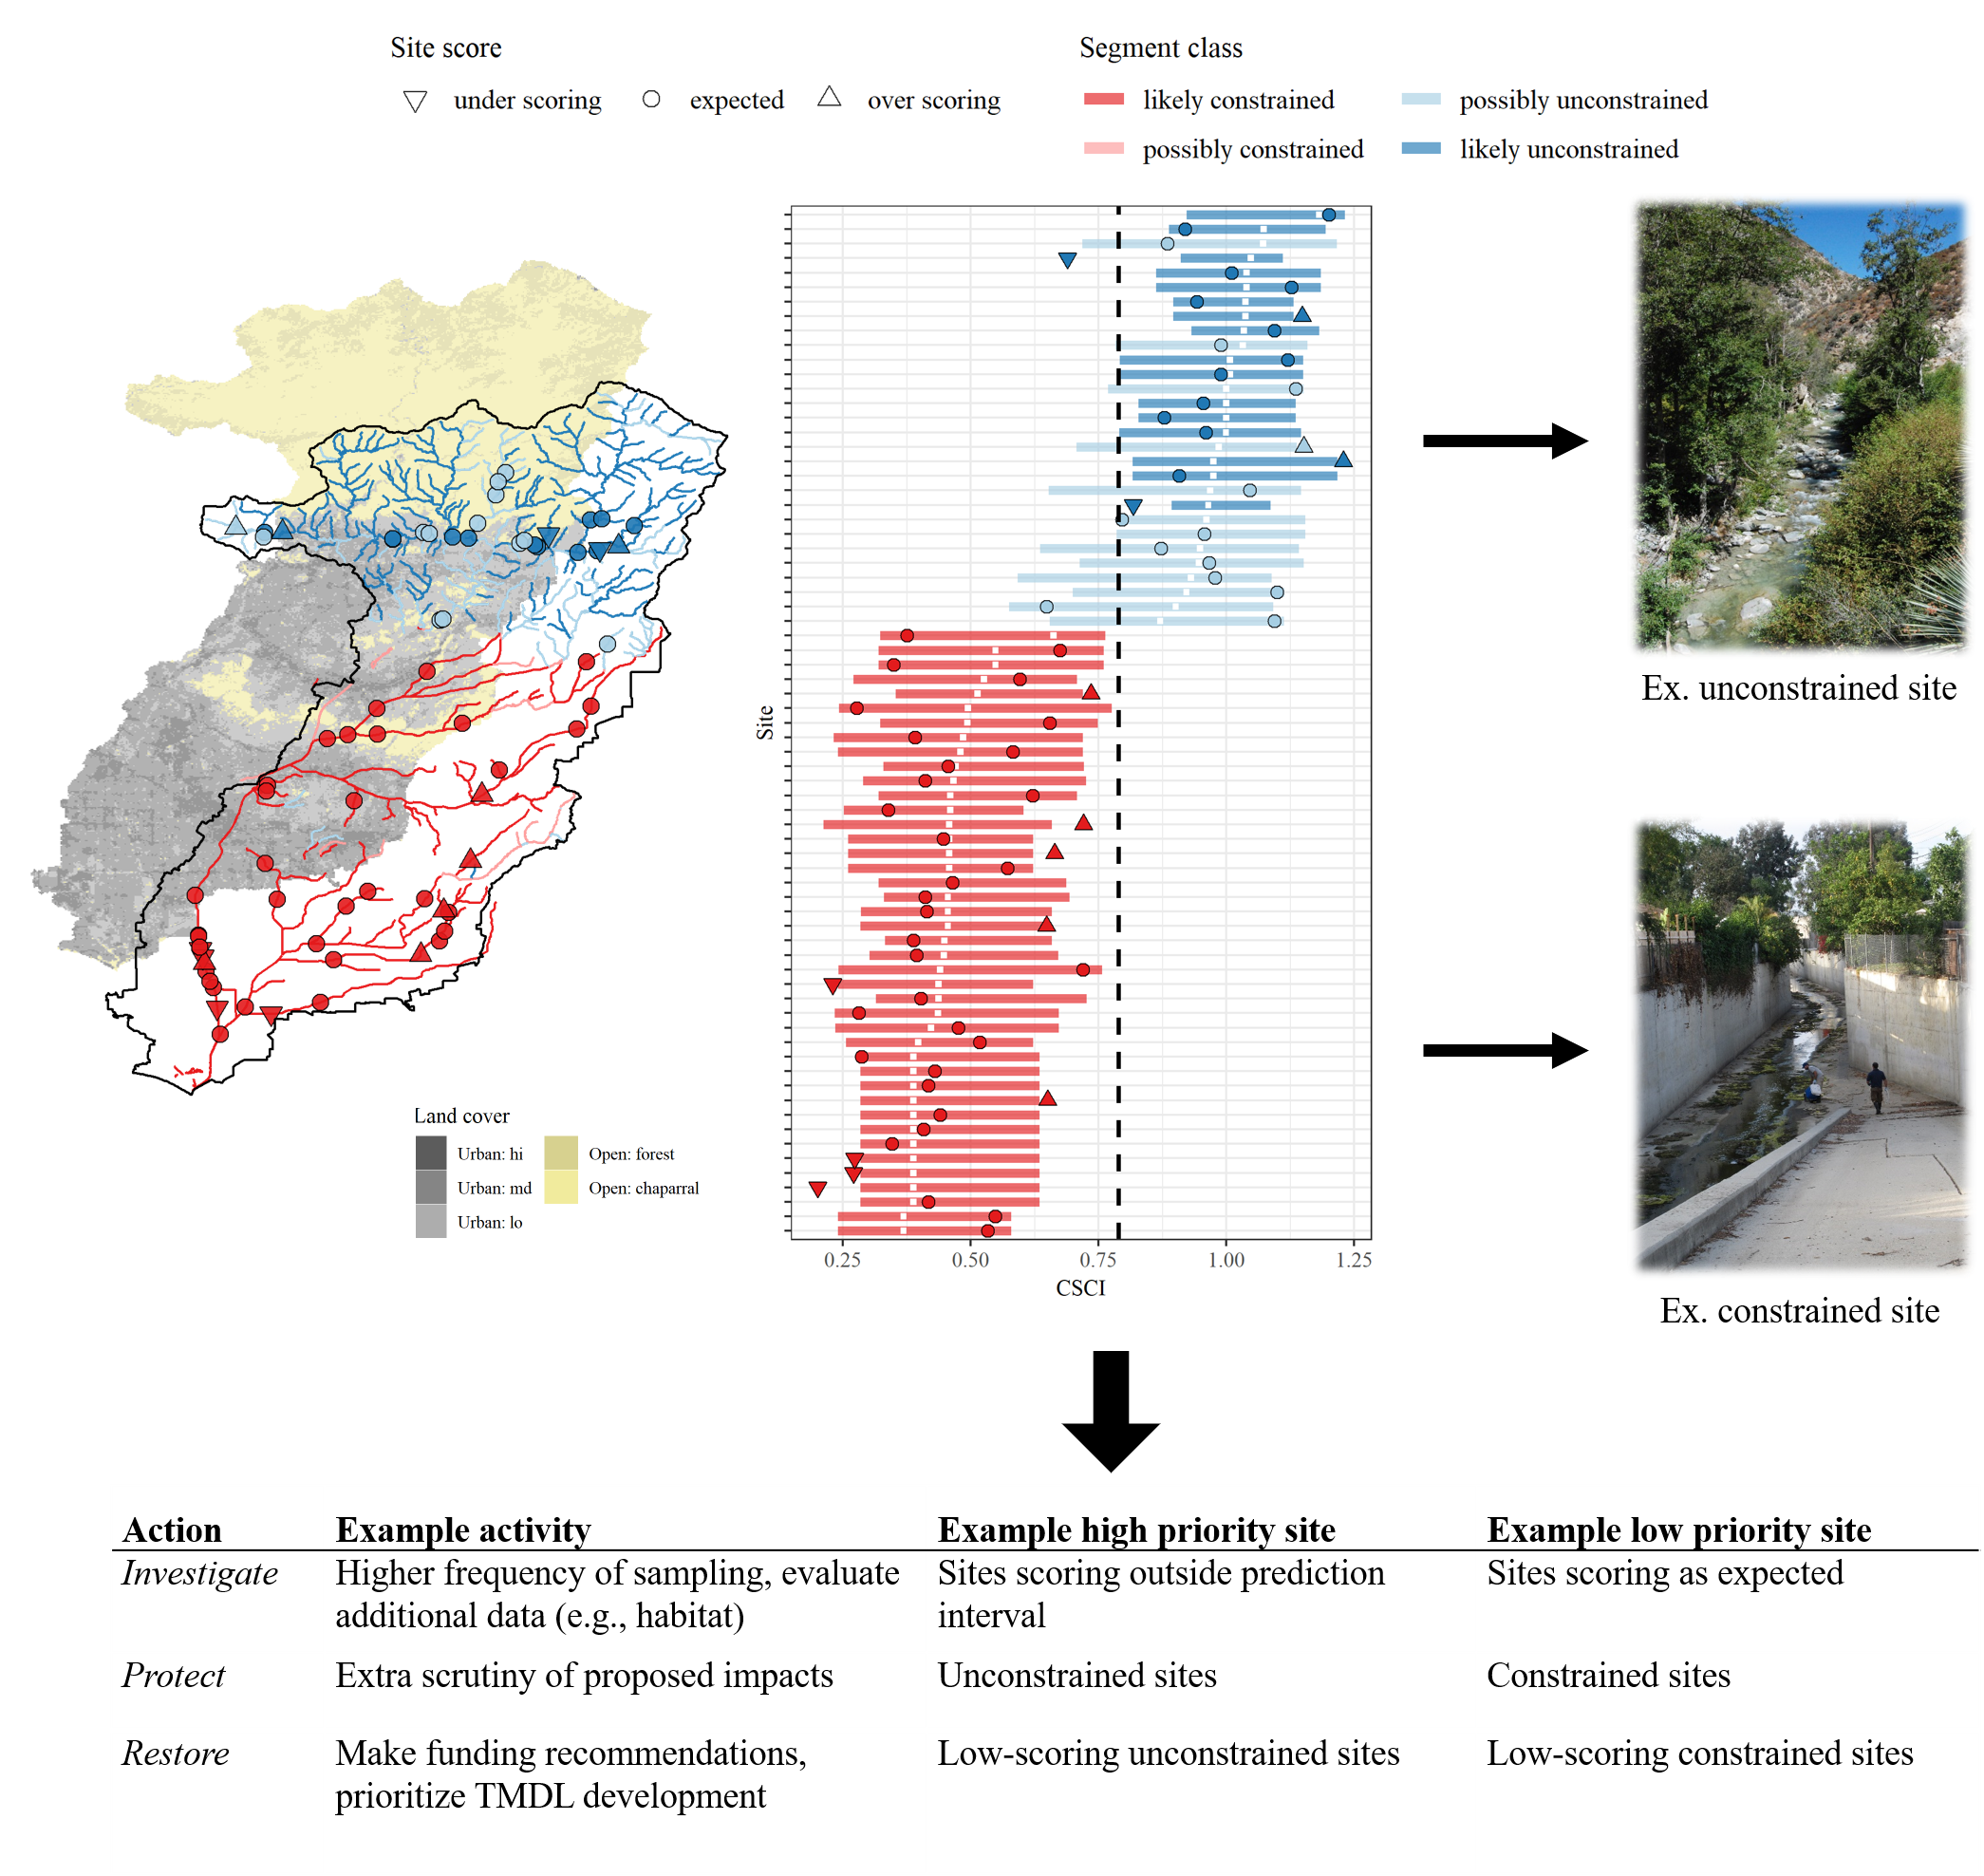 Site score
under scoring
expected
over scoring
Segment class
likely constrained
possibly unconstrained
possibly constrained
likely unconstrained
Site
0.25
0.50
0.75
1.00
1.25
CSCI
Ex. unconstrained site
Ex. constrained site
Land cover
Urban: hi
Open: forest
Urban: md
Open: chaparral
Urban: lo
Action Example activity Example high priority site Example low priority site
Investigate Higher frequency of sampling, evaluate Sites scoring outside prediction Sites scoring as expected
additional data (e.g., habitat) interval
Protect Extra scrutiny of proposed impacts Unconstrained sites Constrained sites
Restore Make funding recommendations, Low-scoring unconstrained sites Low-scoring constrained sites
prioritize TMDL development